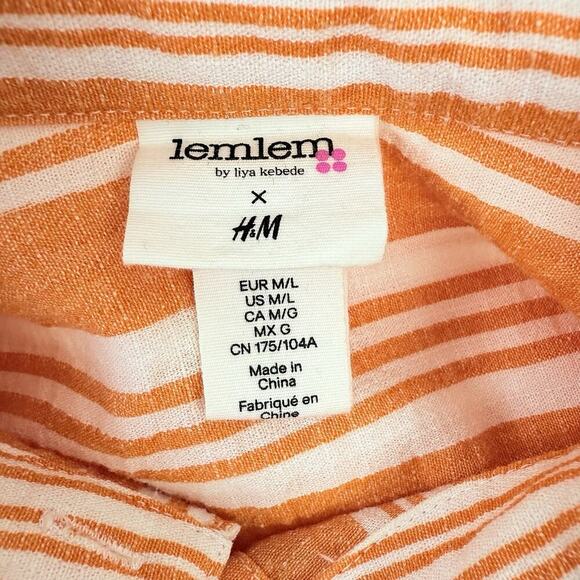 lemlem
by liya kebede
×
H&M
EUR M/L
US M/L
CA M/G
MX G
CN 175/104A
Made in
China
Fabriqué en
Chine